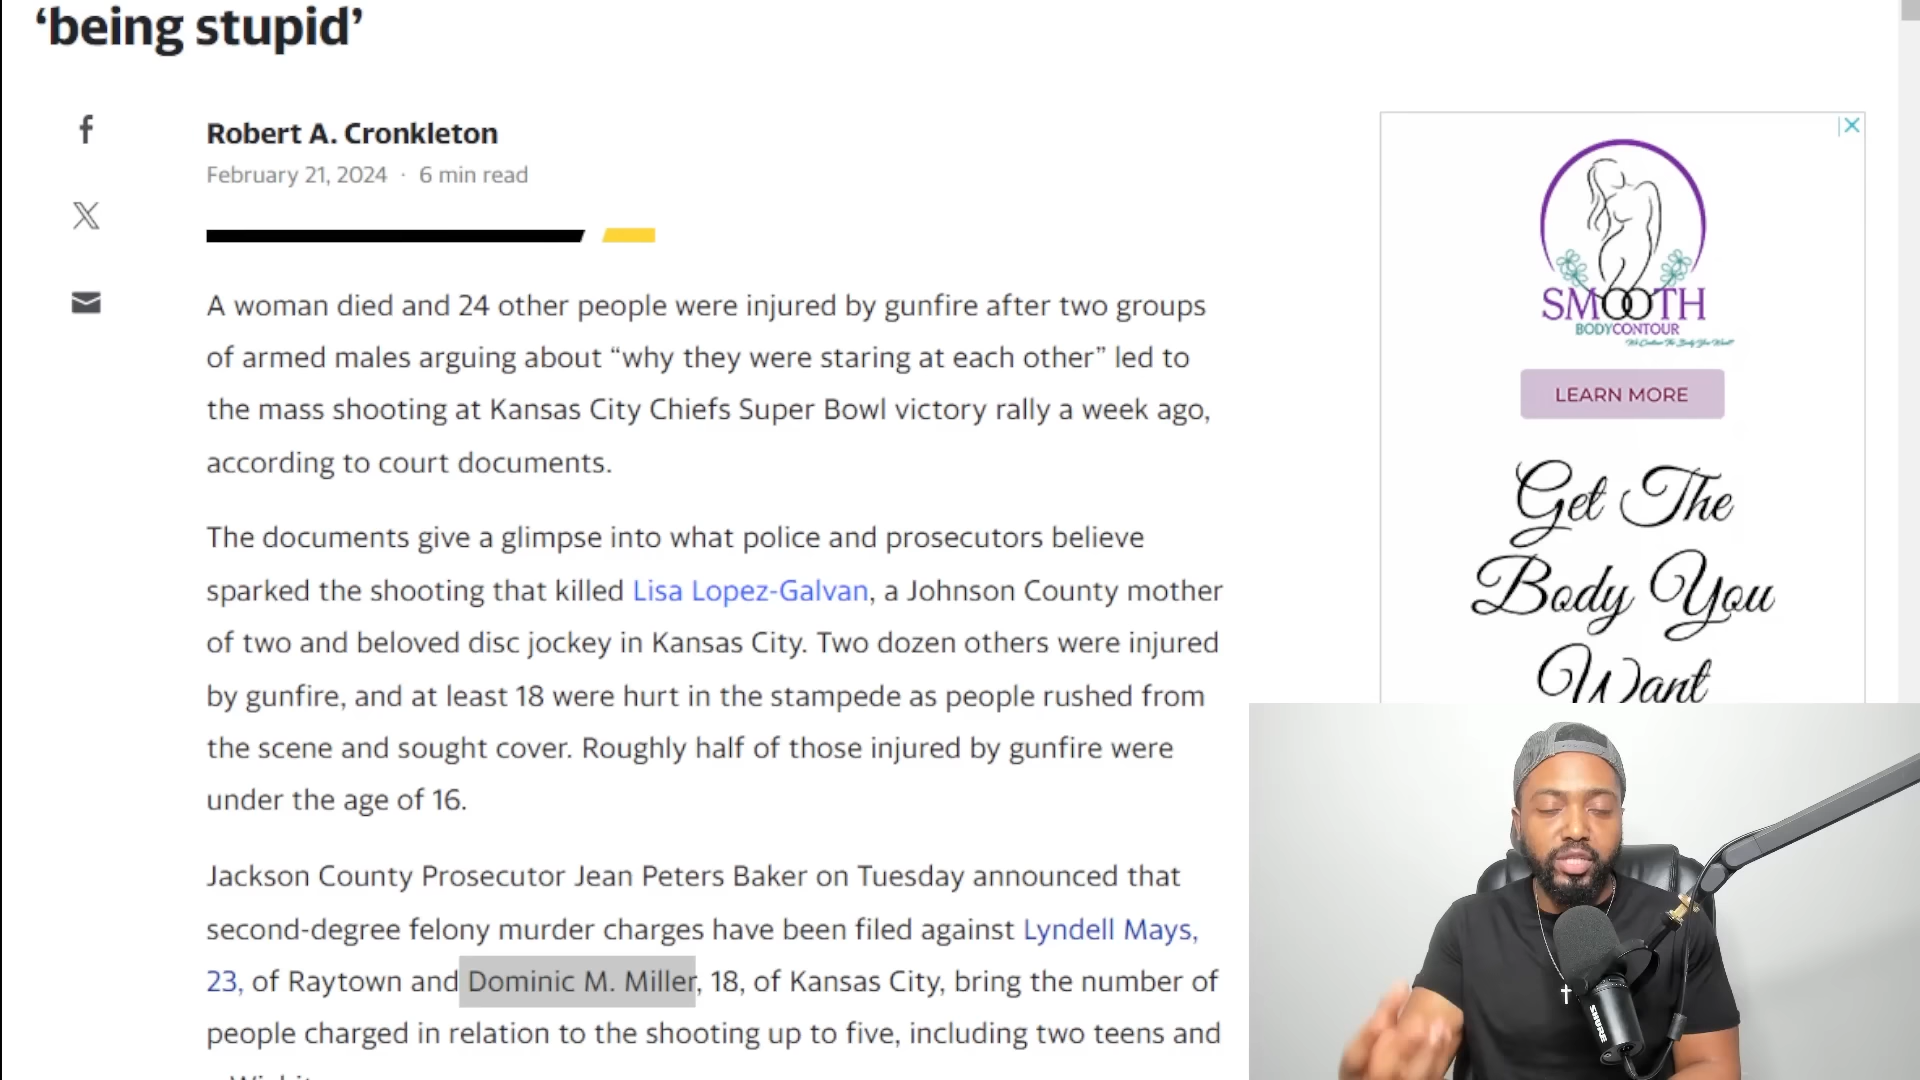 ‘being stupid’
Robert A. Cronkleton
February 21, 2024 · 6 min read
A woman died and 24 other people were injured by gunfire after two groups
of armed males arguing about “why they were staring at each other” led to
the mass shooting at Kansas City Chiefs Super Bowl victory rally a week ago,
according to court documents.
The documents give a glimpse into what police and prosecutors believe
sparked the shooting that killed Lisa Lopez-Galvan, a Johnson County mother
of two and beloved disc jockey in Kansas City. Two dozen others were injured
by gunfire, and at least 18 were hurt in the stampede as people rushed from
the scene and sought cover. Roughly half of those injured by gunfire were
under the age of 16.
Jackson County Prosecutor Jean Peters Baker on Tuesday announced that
second-degree felony murder charges have been filed against Lyndell Mays,
23, of Raytown and Dominic M. Miller, 18, of Kansas City, bring the number of
people charged in relation to the shooting up to five, including two teens and
SMOOTH
BODYCONTOUR
LEARN MORE
Get The
Body You
Want
SHURE